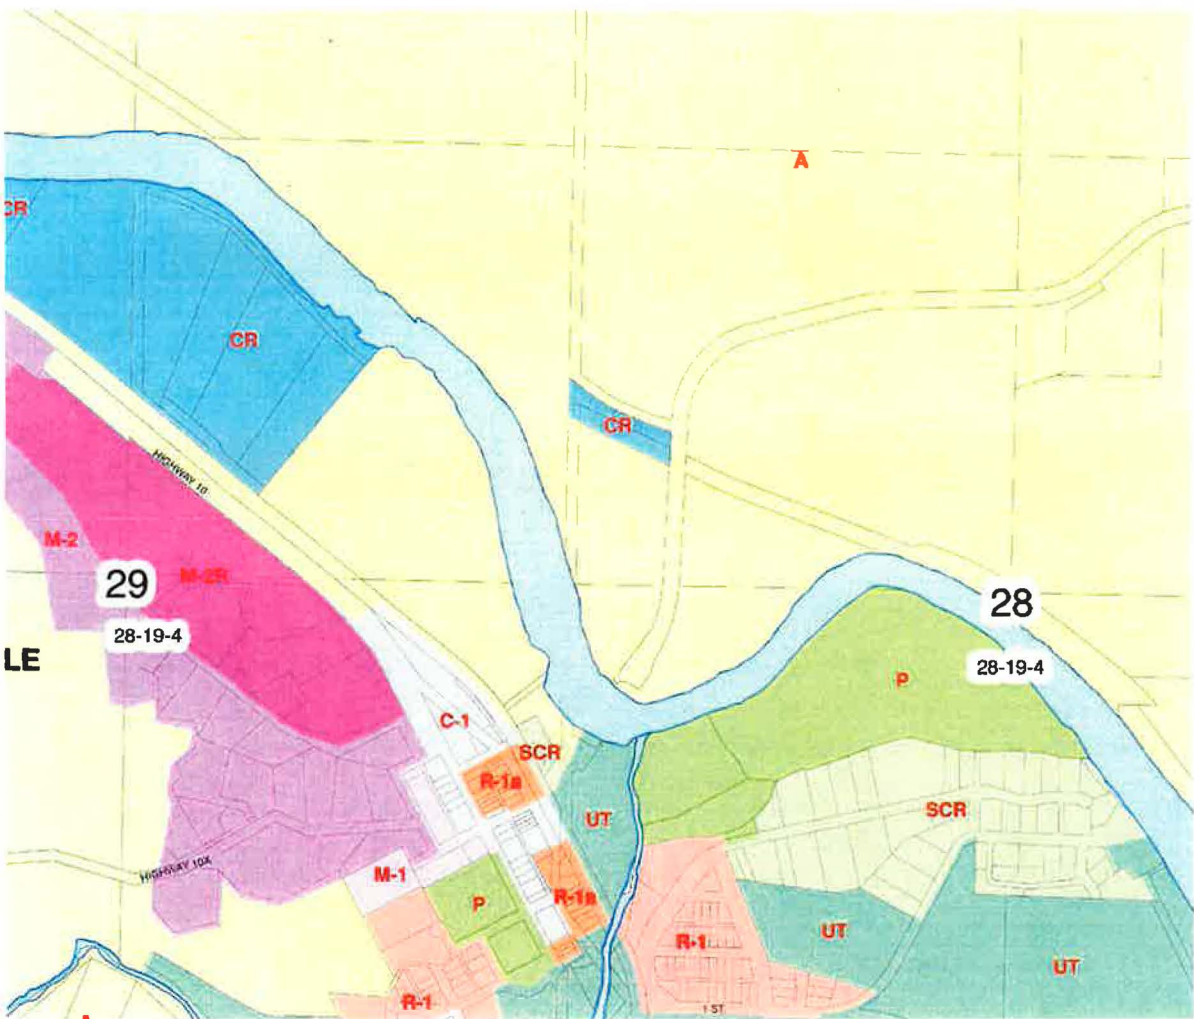 A
CR
CR
CR
HIGHWAY 10
M-2
29
M-2R
28
28-19-4
LE
28-19-4
P
C-1
SCR
R-1a
UT
SCR
HIGHWAY 10X
M-1
P
R-1a
R-1
UT
UT
R-1
1 ST